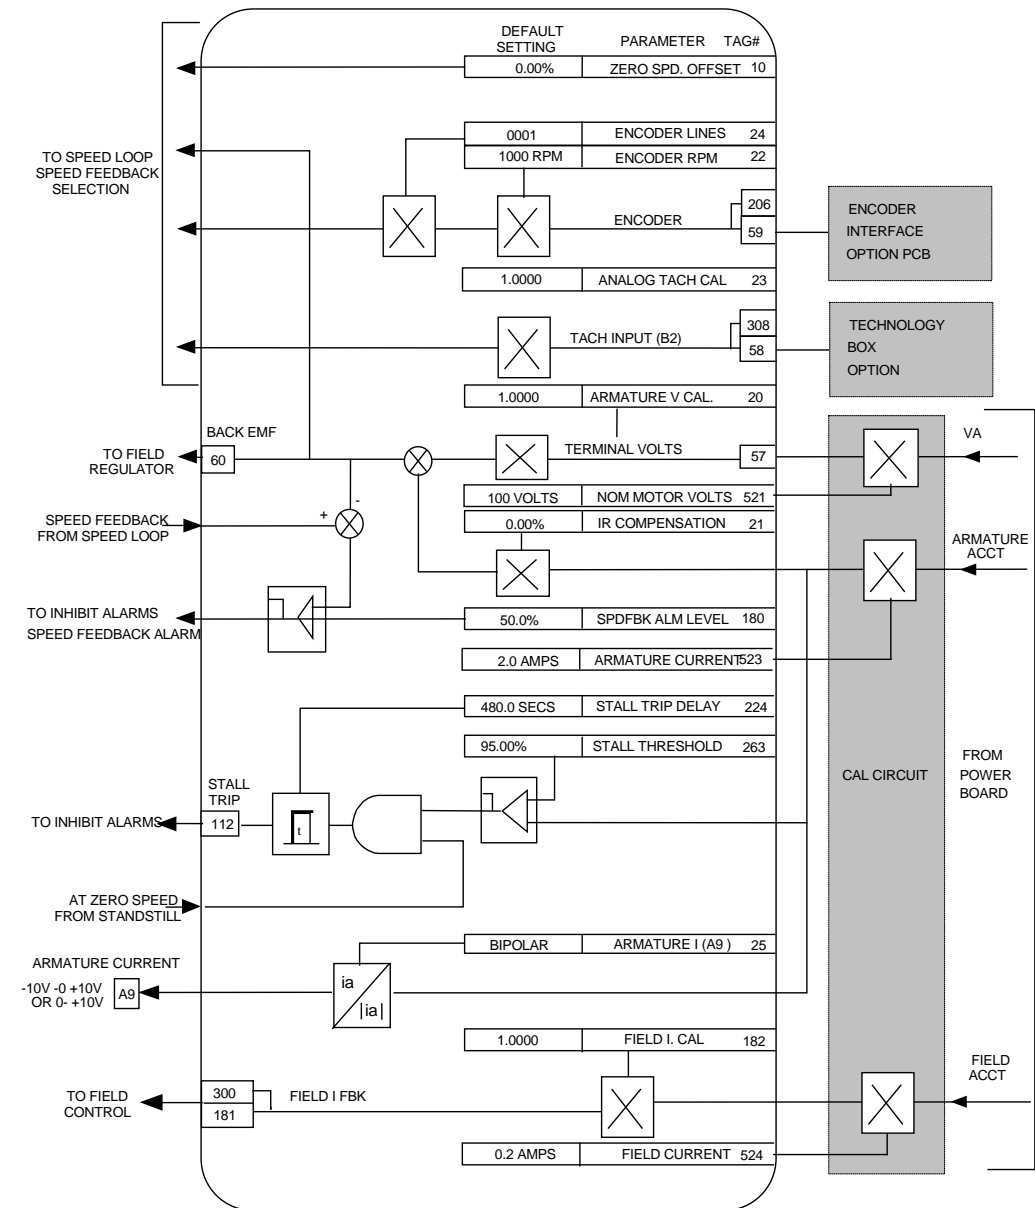 DEFAULT
SETTING
PARAMETER TAG#
0.00% ZERO SPD. OFFSET 10
0001 ENCODER LINES 24
1000 RPM ENCODER RPM 22
TO SPEED LOOP
SPEED FEEDBACK
SELECTION
206
ENCODER
59
ENCODER
INTERFACE
OPTION PCB
1.0000 ANALOG TACH CAL 23
308
TACH INPUT (B2)
58
TECHNOLOGY
BOX
OPTION
1.0000 ARMATURE V CAL. 20
BACK EMF
60
TO FIELD
REGULATOR
TERMINAL VOLTS
57
VA
100 VOLTS NOM MOTOR VOLTS 521
0.00% IR COMPENSATION 21
-
+
SPEED FEEDBACK
FROM SPEED LOOP
ARMATURE
ACCT
TO INHIBIT ALARMS
SPEED FEEDBACK ALARM
50.0% SPDFBK ALM LEVEL 180
2.0 AMPS ARMATURE CURRENT 523
480.0 SECS STALL TRIP DELAY 224
95.00% STALL THRESHOLD 263
CAL CIRCUIT
FROM
POWER
BOARD
STALL
TRIP
112
t
TO INHIBIT ALARMS
AT ZERO SPEED
FROM STANDSTILL
BIPOLAR ARMATURE I (A9 ) 25
ARMATURE CURRENT
-10V -0 +10V
OR 0- +10V
A9
ia
|ia|
1.0000 FIELD I. CAL 182
FIELD
ACCT
TO FIELD
CONTROL
300
181
FIELD I FBK
0.2 AMPS FIELD CURRENT 524